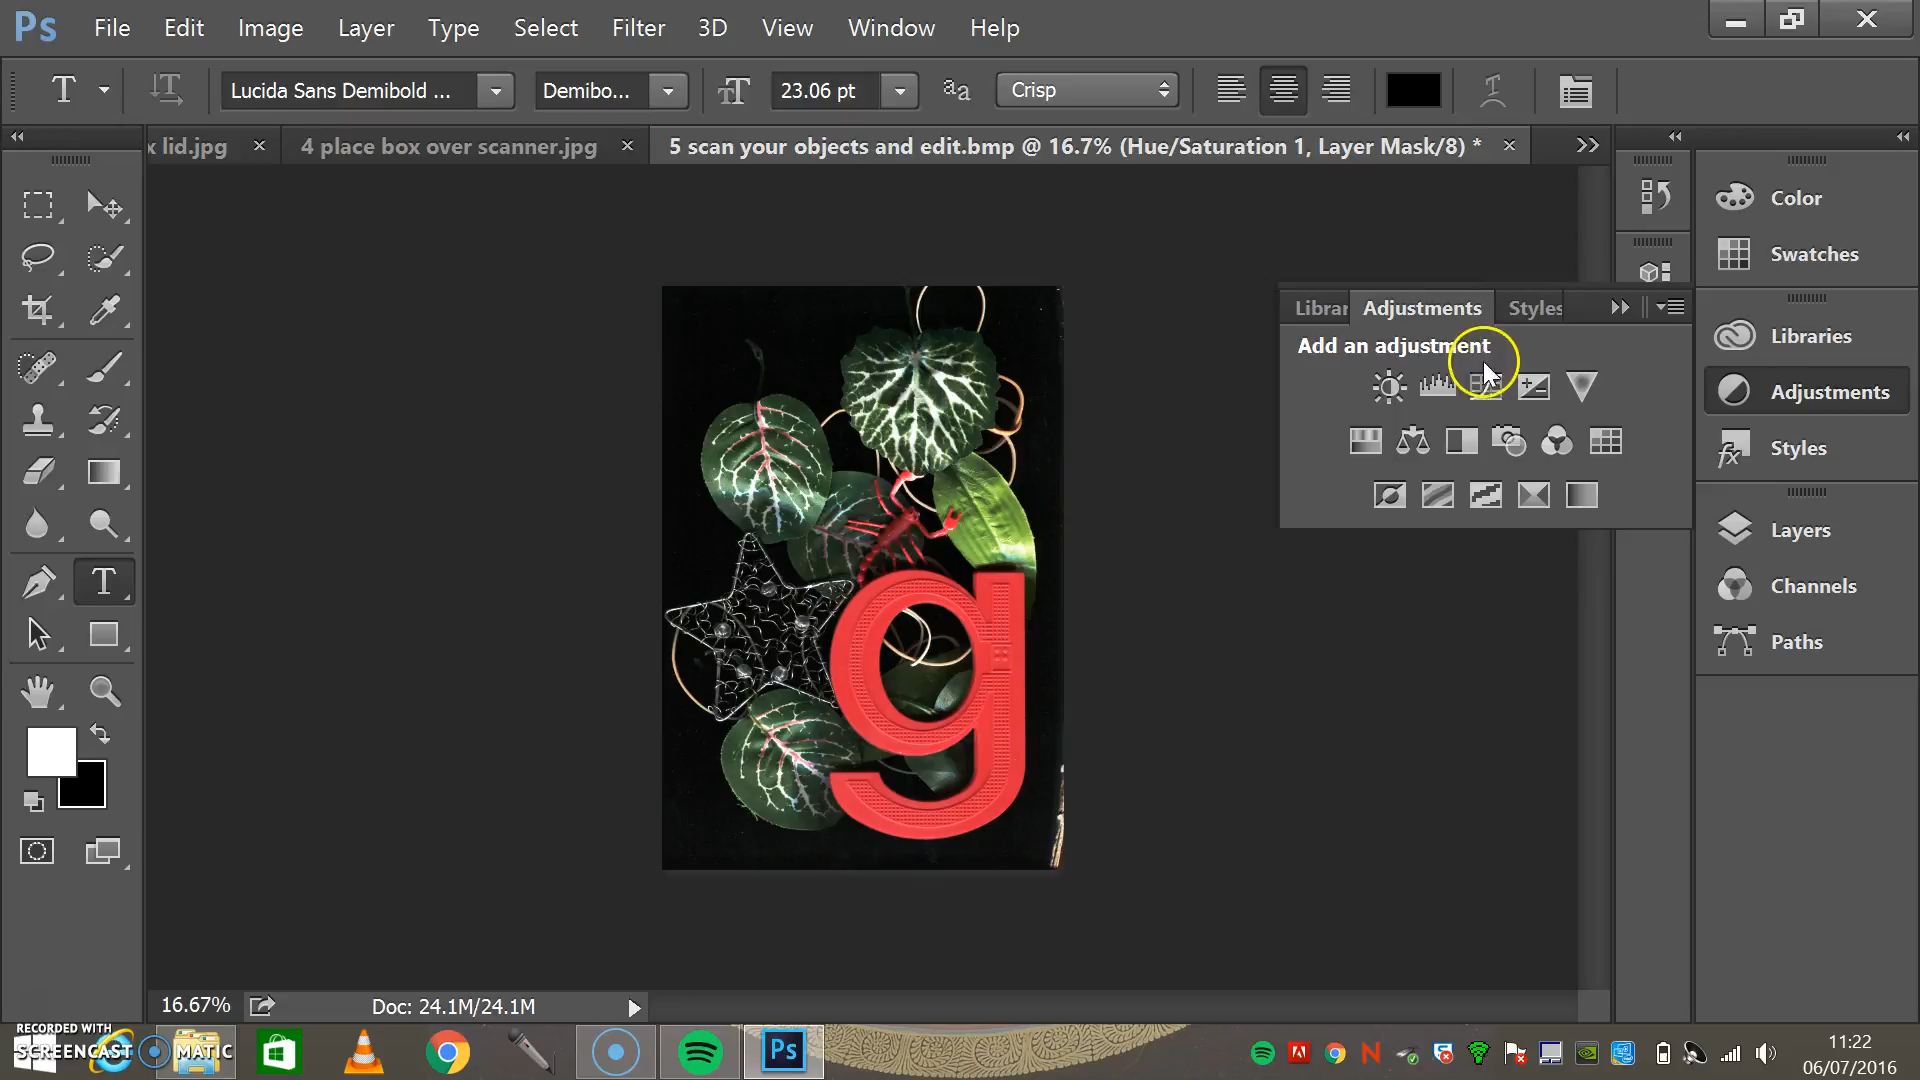 Ps File Edit Image Layer Type Select Filter 3D View Window Help
T Lucida Sans Demibold ... Demibo... 23.06 pt aa Crisp
x lid.jpg × 4 place box over scanner.jpg × 5 scan your objects and edit.bmp @ 16.7% (Hue/Saturation 1, Layer Mask/8) * ×
Color
Swatches
Librar Adjustments Styles
Add an adjustment
Libraries
Adjustments
fx Styles
Layers
Channels
Paths
T
g
16.67% Doc: 24.1M/24.1M
RECORDED WITH
SCREENCAST MATIC
Ps
11:22
06/07/2016